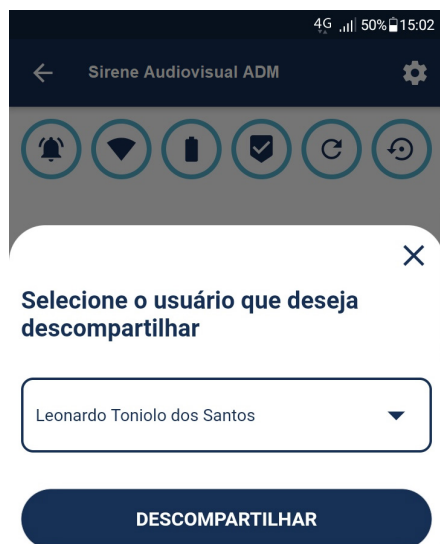 4G 50% 15:02
Sirene Audiovisual ADM
Selecione o usuário que deseja
descompartilhar
Leonardo Toniolo dos Santos
DESCOMPARTILHAR